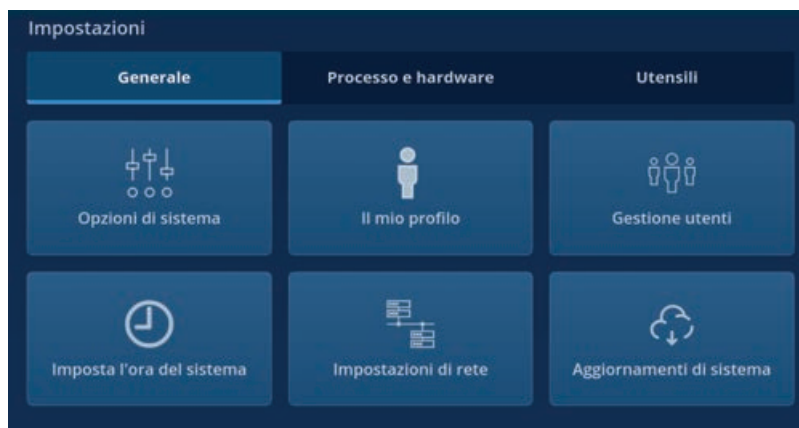 Impostazioni
Generale
Processo e hardware
Utensili
Opzioni di sistema
Il mio profilo
Gestione utenti
Imposta l'ora del sistema
Impostazioni di rete
Aggiornamenti di sistema